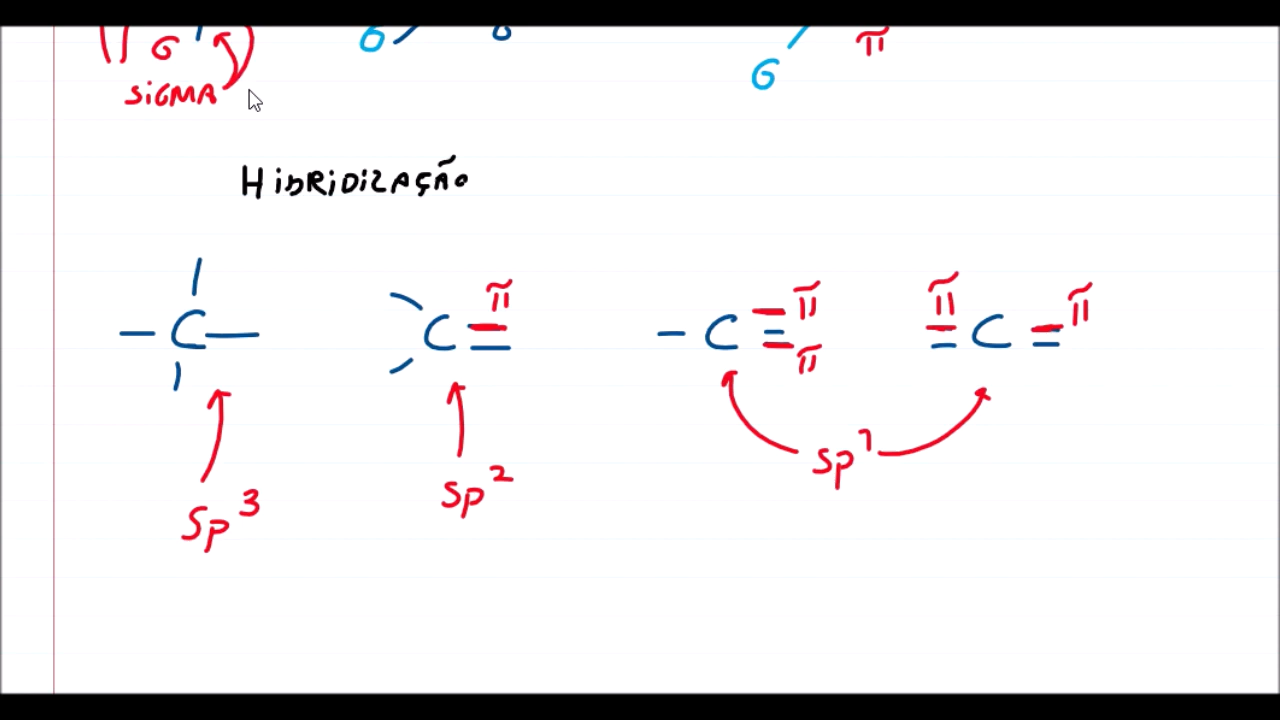 σ σ σ π
SIGMA σ
HIBRIDIZAÇÃO
π π π π
– C – C = – C ≡ = C =
π
sp¹
sp³ sp²